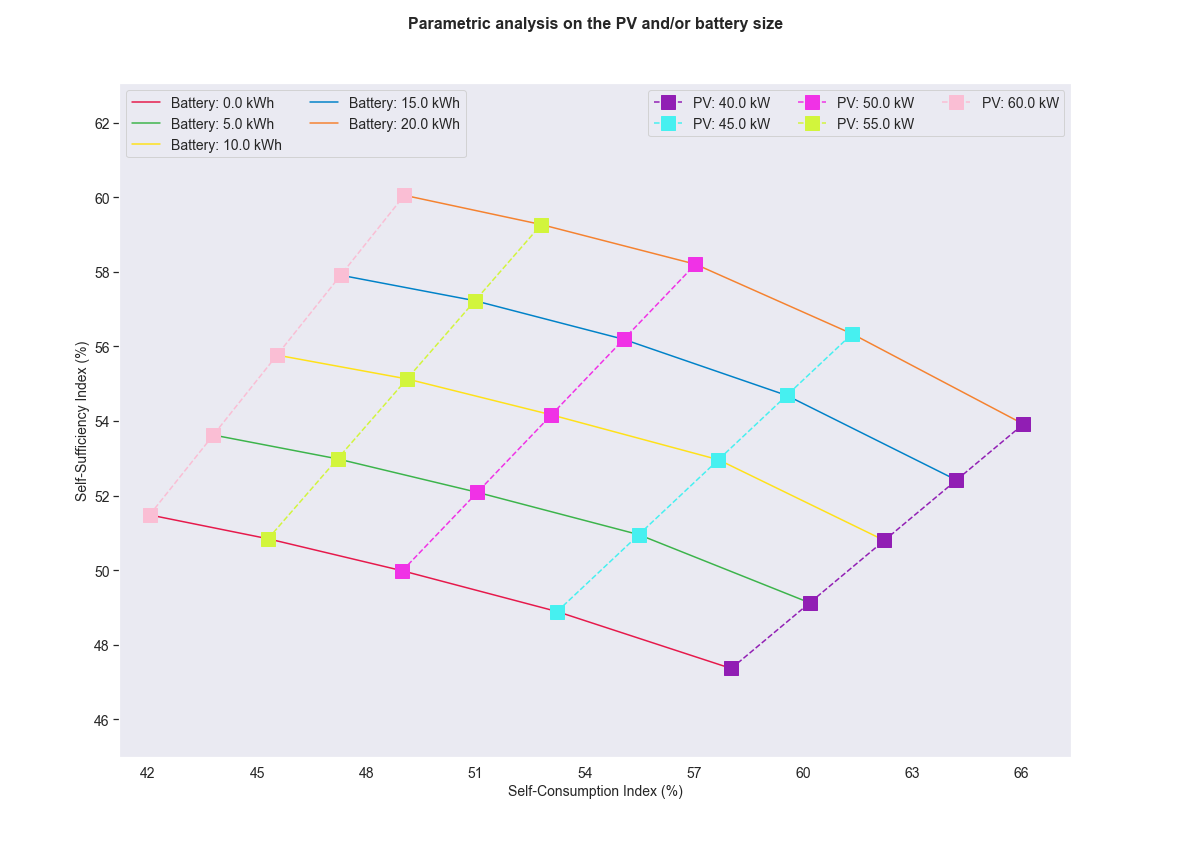 Parametric analysis on the PV and/or battery size
Battery: 0.0 kWh
Battery: 5.0 kWh
Battery: 10.0 kWh
Battery: 15.0 kWh
Battery: 20.0 kWh
PV: 40.0 kW
PV: 45.0 kW
PV: 50.0 kW
PV: 55.0 kW
PV: 60.0 kW
Self-Sufficiency Index (%)
62
60
58
56
54
52
50
48
46
42 45 48 51 54 57 60 63 66
Self-Consumption Index (%)